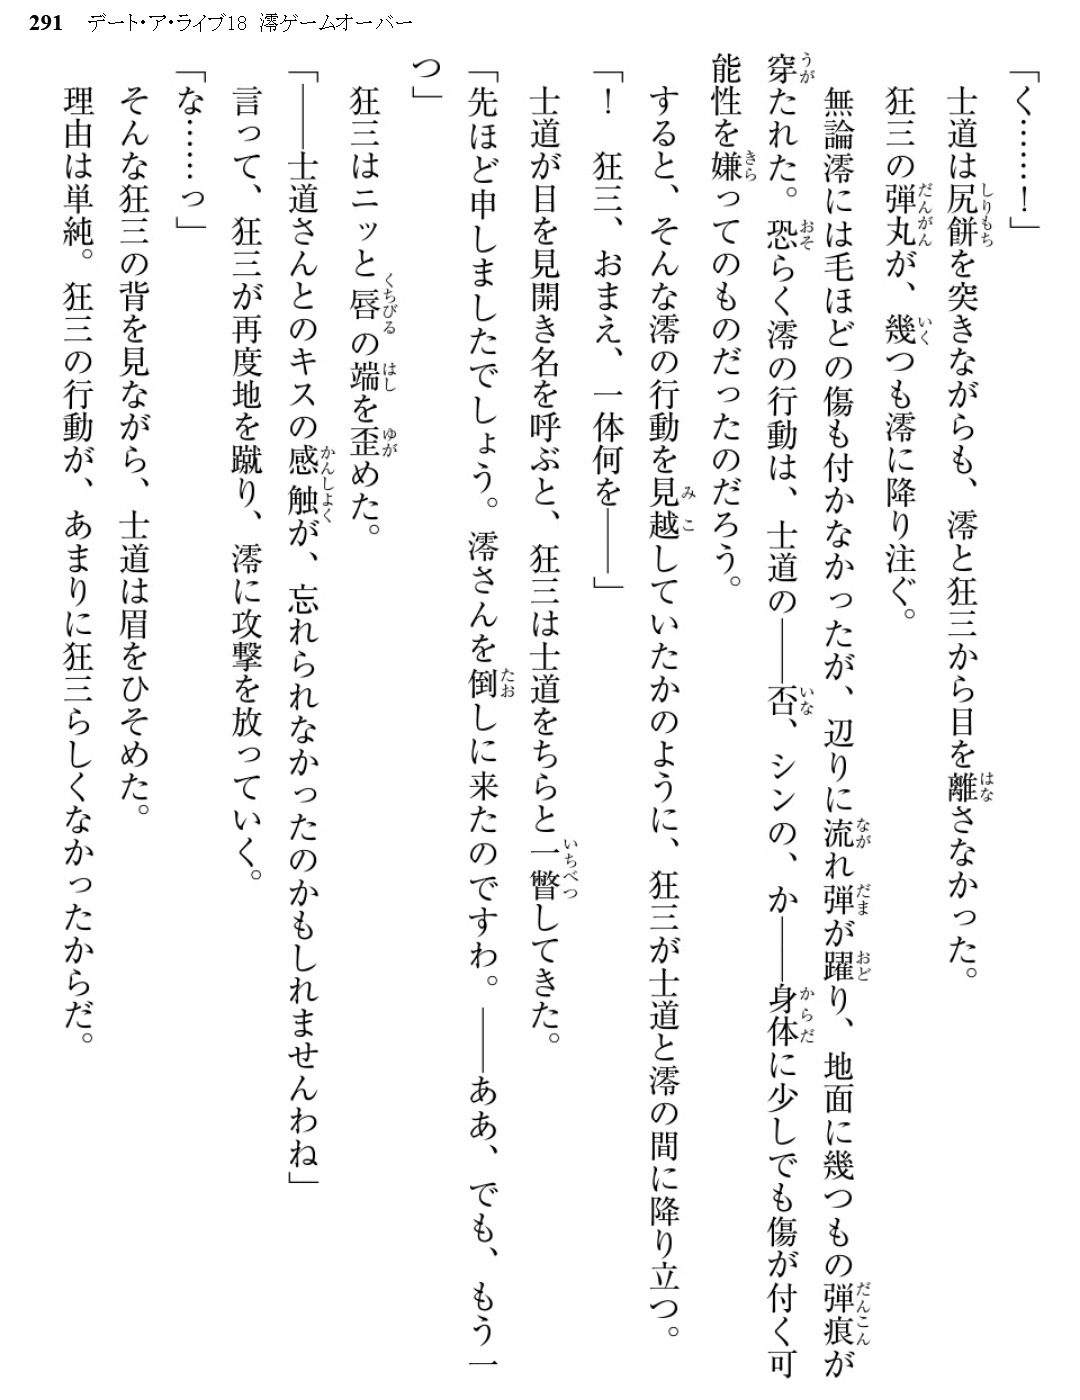 291 デート・ア・ライブ18 澪ゲームオーバー
「く……！」
士道は尻餅を突きながらも、澪と狂三から目を離さなかった。
狂三の弾丸が、幾つも澪に降り注ぐ。
無論澪には毛ほどの傷も付かなかったが、辺りに流れ弾が躍り、地面に幾つもの弾痕が
穿たれた。恐らく澪の行動は、士道の——否、シンの、か——身体に少しでも傷が付く可
能性を嫌ってのものだったのだろう。
すると、そんな澪の行動を見越していたかのように、狂三が士道と澪の間に降り立つ。
「！　狂三、おまえ、一体何を——」
士道が目を見開き名を呼ぶと、狂三は士道をちらと一瞥してきた。
「先ほど申しましたでしょう。澪さんを倒しに来たのですわ。——ああ、でも、もう一
つ」
狂三はニッと唇の端を歪めた。
「——士道さんとのキスの感触が、忘れられなかったのかもしれませんわね」
言って、狂三が再度地を蹴り、澪に攻撃を放っていく。
「な……っ」
そんな狂三の背を見ながら、士道は眉をひそめた。
理由は単純。狂三の行動が、あまりに狂三らしくなかったからだ。